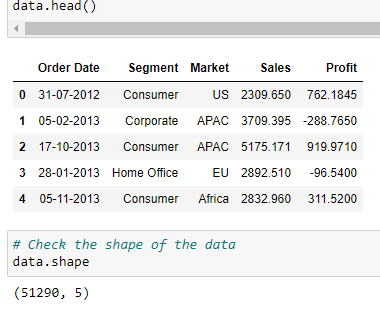 data.head()
Order Date Segment Market Sales Profit
0 31-07-2012 Consumer US 2309.650 762.1845
1 05-02-2013 Corporate APAC 3709.395 -288.7650
2 17-10-2013 Consumer APAC 5175.171 919.9710
3 28-01-2013 Home Office EU 2892.510 -96.5400
4 05-11-2013 Consumer Africa 2832.960 311.5200
# Check the shape of the data
data.shape
(51290, 5)